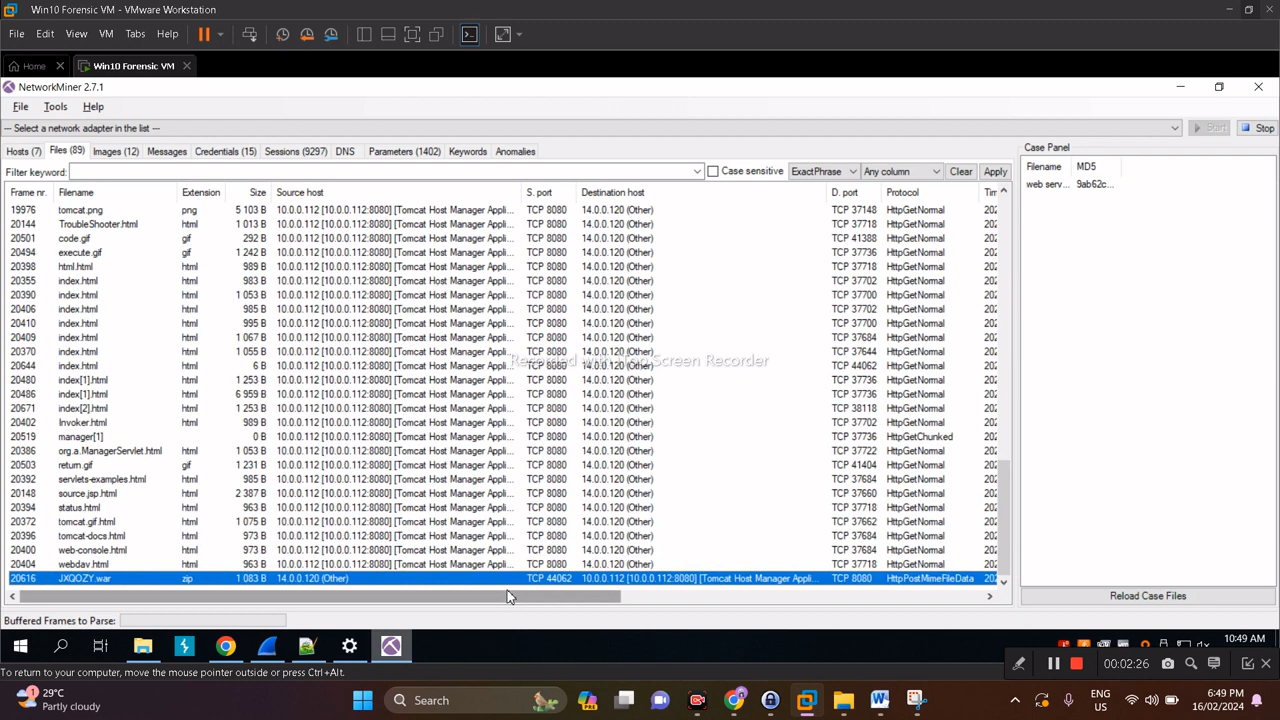 Win10 Forensic VM - VMware Workstation
File Edit View VM Tabs Help
Home Win10 Forensic VM
NetworkMiner 2.7.1
File Tools Help
--- Select a network adapter in the list --- Start Stop
Hosts (7) Files (89) Images (12) Messages Credentials (15) Sessions (9297) DNS Parameters (1402) Keywords Anomalies
Case Panel
Filter keyword: Case sensitive ExactPhrase Any column Clear Apply
Filename MD5
web serv... 9ab62c...
Frame nr. Filename Extension Size Source host S. port Destination host D. port Protocol Tim
19976 tomcat.png png 5 103 B 10.0.0.112 [10.0.0.112:8080] [Tomcat Host Manager Appli... TCP 8080 14.0.0.120 (Other) TCP 37148 HttpGetNormal 202
20144 TroubleShooter.html html 1 013 B 10.0.0.112 [10.0.0.112:8080] [Tomcat Host Manager Appli... TCP 8080 14.0.0.120 (Other) TCP 37718 HttpGetNormal 202
20501 code.gif gif 292 B 10.0.0.112 [10.0.0.112:8080] [Tomcat Host Manager Appli... TCP 8080 14.0.0.120 (Other) TCP 41388 HttpGetNormal 202
20494 execute.gif gif 1 242 B 10.0.0.112 [10.0.0.112:8080] [Tomcat Host Manager Appli... TCP 8080 14.0.0.120 (Other) TCP 37736 HttpGetNormal 202
20398 html.html html 989 B 10.0.0.112 [10.0.0.112:8080] [Tomcat Host Manager Appli... TCP 8080 14.0.0.120 (Other) TCP 37718 HttpGetNormal 202
20355 index.html html 983 B 10.0.0.112 [10.0.0.112:8080] [Tomcat Host Manager Appli... TCP 8080 14.0.0.120 (Other) TCP 37702 HttpGetNormal 202
20390 index.html html 1 053 B 10.0.0.112 [10.0.0.112:8080] [Tomcat Host Manager Appli... TCP 8080 14.0.0.120 (Other) TCP 37700 HttpGetNormal 202
20406 index.html html 985 B 10.0.0.112 [10.0.0.112:8080] [Tomcat Host Manager Appli... TCP 8080 14.0.0.120 (Other) TCP 37702 HttpGetNormal 202
20410 index.html html 995 B 10.0.0.112 [10.0.0.112:8080] [Tomcat Host Manager Appli... TCP 8080 14.0.0.120 (Other) TCP 37700 HttpGetNormal 202
20409 index.html html 1 067 B 10.0.0.112 [10.0.0.112:8080] [Tomcat Host Manager Appli... TCP 8080 14.0.0.120 (Other) TCP 37684 HttpGetNormal 202
20370 index.html html 1 055 B 10.0.0.112 [10.0.0.112:8080] [Tomcat Host Manager Appli... TCP 8080 14.0.0.120 (Other) TCP 37644 HttpGetNormal 202
Screen Recorder
20644 index.html html 6 B 10.0.0.112 [10.0.0.112:8080] [Tomcat Host Manager Appli... TCP 8080 14.0.0.120 (Other) TCP 44062 HttpGetNormal 202
20480 index[1].html html 1 253 B 10.0.0.112 [10.0.0.112:8080] [Tomcat Host Manager Appli... TCP 8080 14.0.0.120 (Other) TCP 37736 HttpGetNormal 202
20486 index[1].html html 6 959 B 10.0.0.112 [10.0.0.112:8080] [Tomcat Host Manager Appli... TCP 8080 14.0.0.120 (Other) TCP 37736 HttpGetNormal 202
20671 index[2].html html 1 253 B 10.0.0.112 [10.0.0.112:8080] [Tomcat Host Manager Appli... TCP 8080 14.0.0.120 (Other) TCP 38118 HttpGetNormal 202
20402 Invoker.html html 989 B 10.0.0.112 [10.0.0.112:8080] [Tomcat Host Manager Appli... TCP 8080 14.0.0.120 (Other) TCP 37702 HttpGetNormal 202
20519 manager[1] 0 B 10.0.0.112 [10.0.0.112:8080] [Tomcat Host Manager Appli... TCP 8080 14.0.0.120 (Other) TCP 37736 HttpGetChunked 202
20386 org.a.ManagerServlet.html html 1 053 B 10.0.0.112 [10.0.0.112:8080] [Tomcat Host Manager Appli... TCP 8080 14.0.0.120 (Other) TCP 37722 HttpGetNormal 202
20503 return.gif gif 1 231 B 10.0.0.112 [10.0.0.112:8080] [Tomcat Host Manager Appli... TCP 8080 14.0.0.120 (Other) TCP 41404 HttpGetNormal 202
20392 servlets-examples.html html 985 B 10.0.0.112 [10.0.0.112:8080] [Tomcat Host Manager Appli... TCP 8080 14.0.0.120 (Other) TCP 37684 HttpGetNormal 202
20148 source.jsp.html html 2 387 B 10.0.0.112 [10.0.0.112:8080] [Tomcat Host Manager Appli... TCP 8080 14.0.0.120 (Other) TCP 37660 HttpGetNormal 202
20394 status.html html 963 B 10.0.0.112 [10.0.0.112:8080] [Tomcat Host Manager Appli... TCP 8080 14.0.0.120 (Other) TCP 37718 HttpGetNormal 202
20372 tomcat.gif.html html 1 075 B 10.0.0.112 [10.0.0.112:8080] [Tomcat Host Manager Appli... TCP 8080 14.0.0.120 (Other) TCP 37662 HttpGetNormal 202
20396 tomcat-docs.html html 973 B 10.0.0.112 [10.0.0.112:8080] [Tomcat Host Manager Appli... TCP 8080 14.0.0.120 (Other) TCP 37684 HttpGetNormal 202
20400 web-console.html html 973 B 10.0.0.112 [10.0.0.112:8080] [Tomcat Host Manager Appli... TCP 8080 14.0.0.120 (Other) TCP 37684 HttpGetNormal 202
20404 webdav.html html 963 B 10.0.0.112 [10.0.0.112:8080] [Tomcat Host Manager Appli... TCP 8080 14.0.0.120 (Other) TCP 37718 HttpGetNormal 202
20616 JXQOZY.war zip 1 083 B 14.0.0.120 (Other) TCP 44062 10.0.0.112 [10.0.0.112:8080] [Tomcat Host Manager Appli... TCP 8080 HttpPostMimeFileData 202
Reload Case Files
Buffered Frames to Parse:
10:49 AM
To return to your computer, move the mouse pointer outside or press Ctrl+Alt.
00:02:26
1
29°C
Partly cloudy
Search
PRE
ENG
US
6:49 PM
16/02/2024